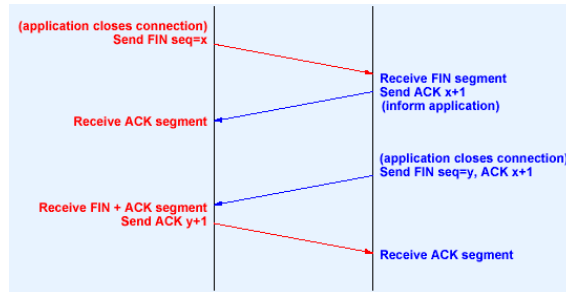 (application closes connection)
Send FIN seq=x
Receive FIN segment
Send ACK x+1
(inform application)
Receive ACK segment
(application closes connection)
Send FIN seq=y, ACK x+1
Receive FIN + ACK segment
Send ACK y+1
Receive ACK segment